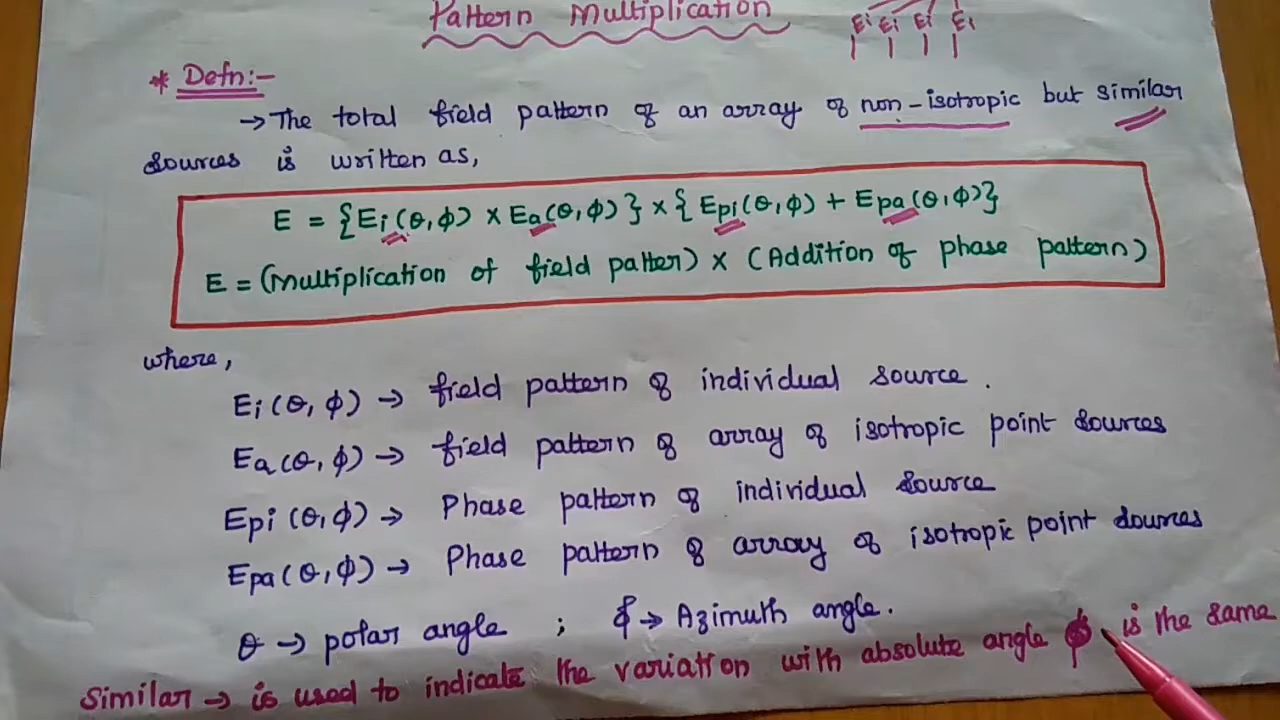 Pattern Multiplication
Ei Ei Ei Ei
* Defn:-
→ The total field pattern of an array of non-isotropic but similar
sources is written as,
E = {Ei(θ,ϕ) × Ea(θ,ϕ)} × {Epi(θ,ϕ) + Epa(θ,ϕ)}
E = (Multiplication of field patter) × (Addition of phase pattern)
where,
Ei(θ,ϕ) → field pattern of individual source.
Ea(θ,ϕ) → field pattern of array of isotropic point sources
Epi(θ,ϕ) → Phase pattern of individual source
Epa(θ,ϕ) → Phase pattern of array of isotropic point sources
θ → polar angle ; ϕ → Azimuth angle.
Similar → is used to indicate the variation with absolute angle ϕ is the same